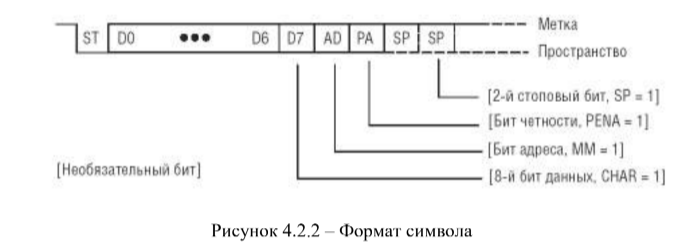 Метка
ST D0 ••• D6 D7 AD PA SP SP
Пространство
[2-й стоповый бит, SP = 1]
[Бит четности, PENA = 1]
[Бит адреса, MM = 1]
[Необязательный бит]
[8-й бит данных, CHAR = 1]
Рисунок 4.2.2 – Формат символа